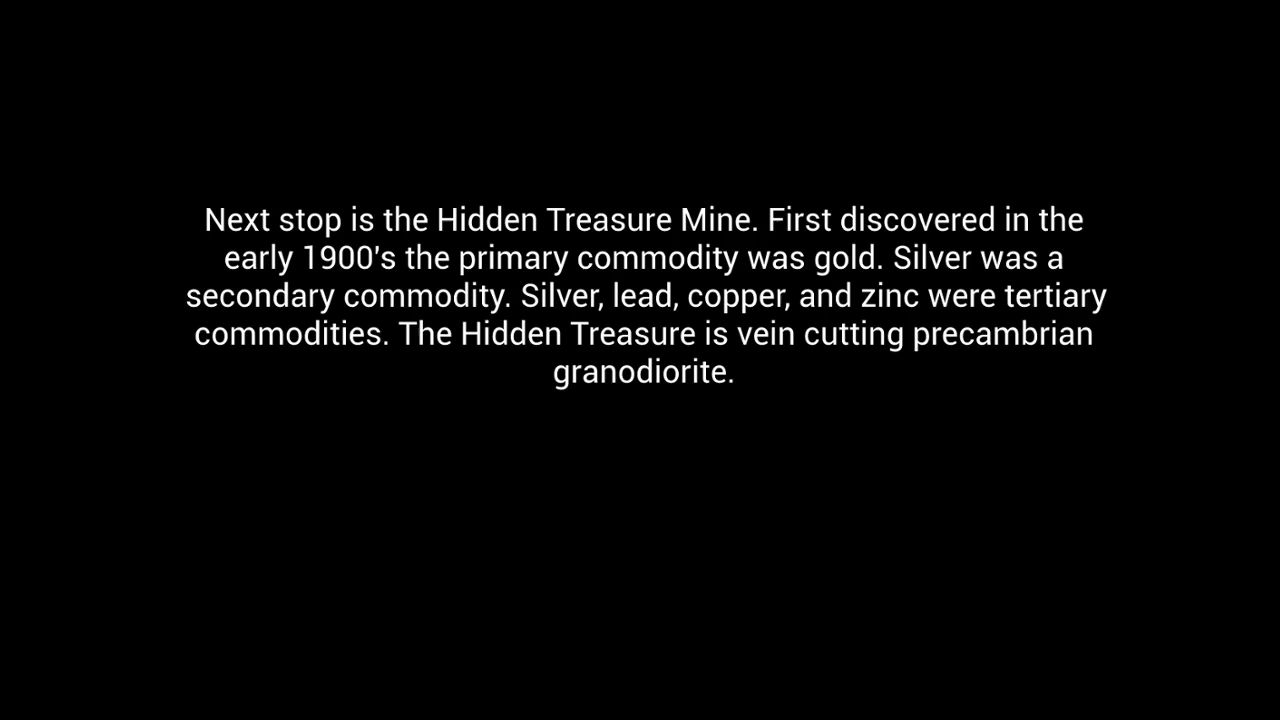 Next stop is the Hidden Treasure Mine. First discovered in the
early 1900's the primary commodity was gold. Silver was a
secondary commodity. Silver, lead, copper, and zinc were tertiary
commodities. The Hidden Treasure is vein cutting precambrian
granodiorite.